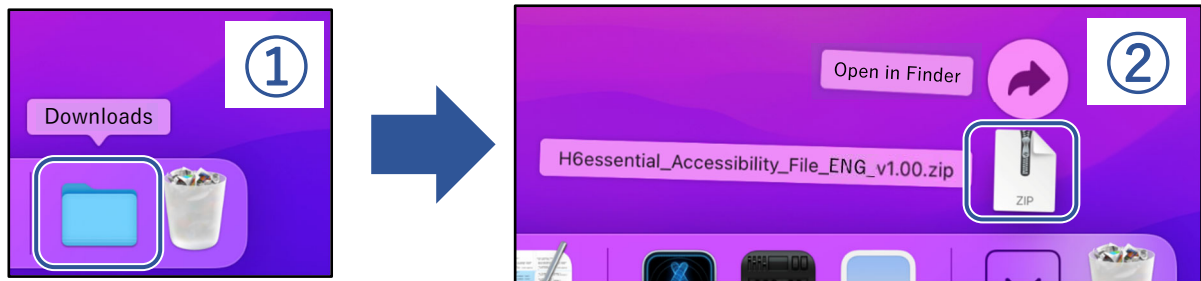 ①
Downloads
②
Open in Finder
H6essential_Accessibility_File_ENG_v1.00.zip
ZIP